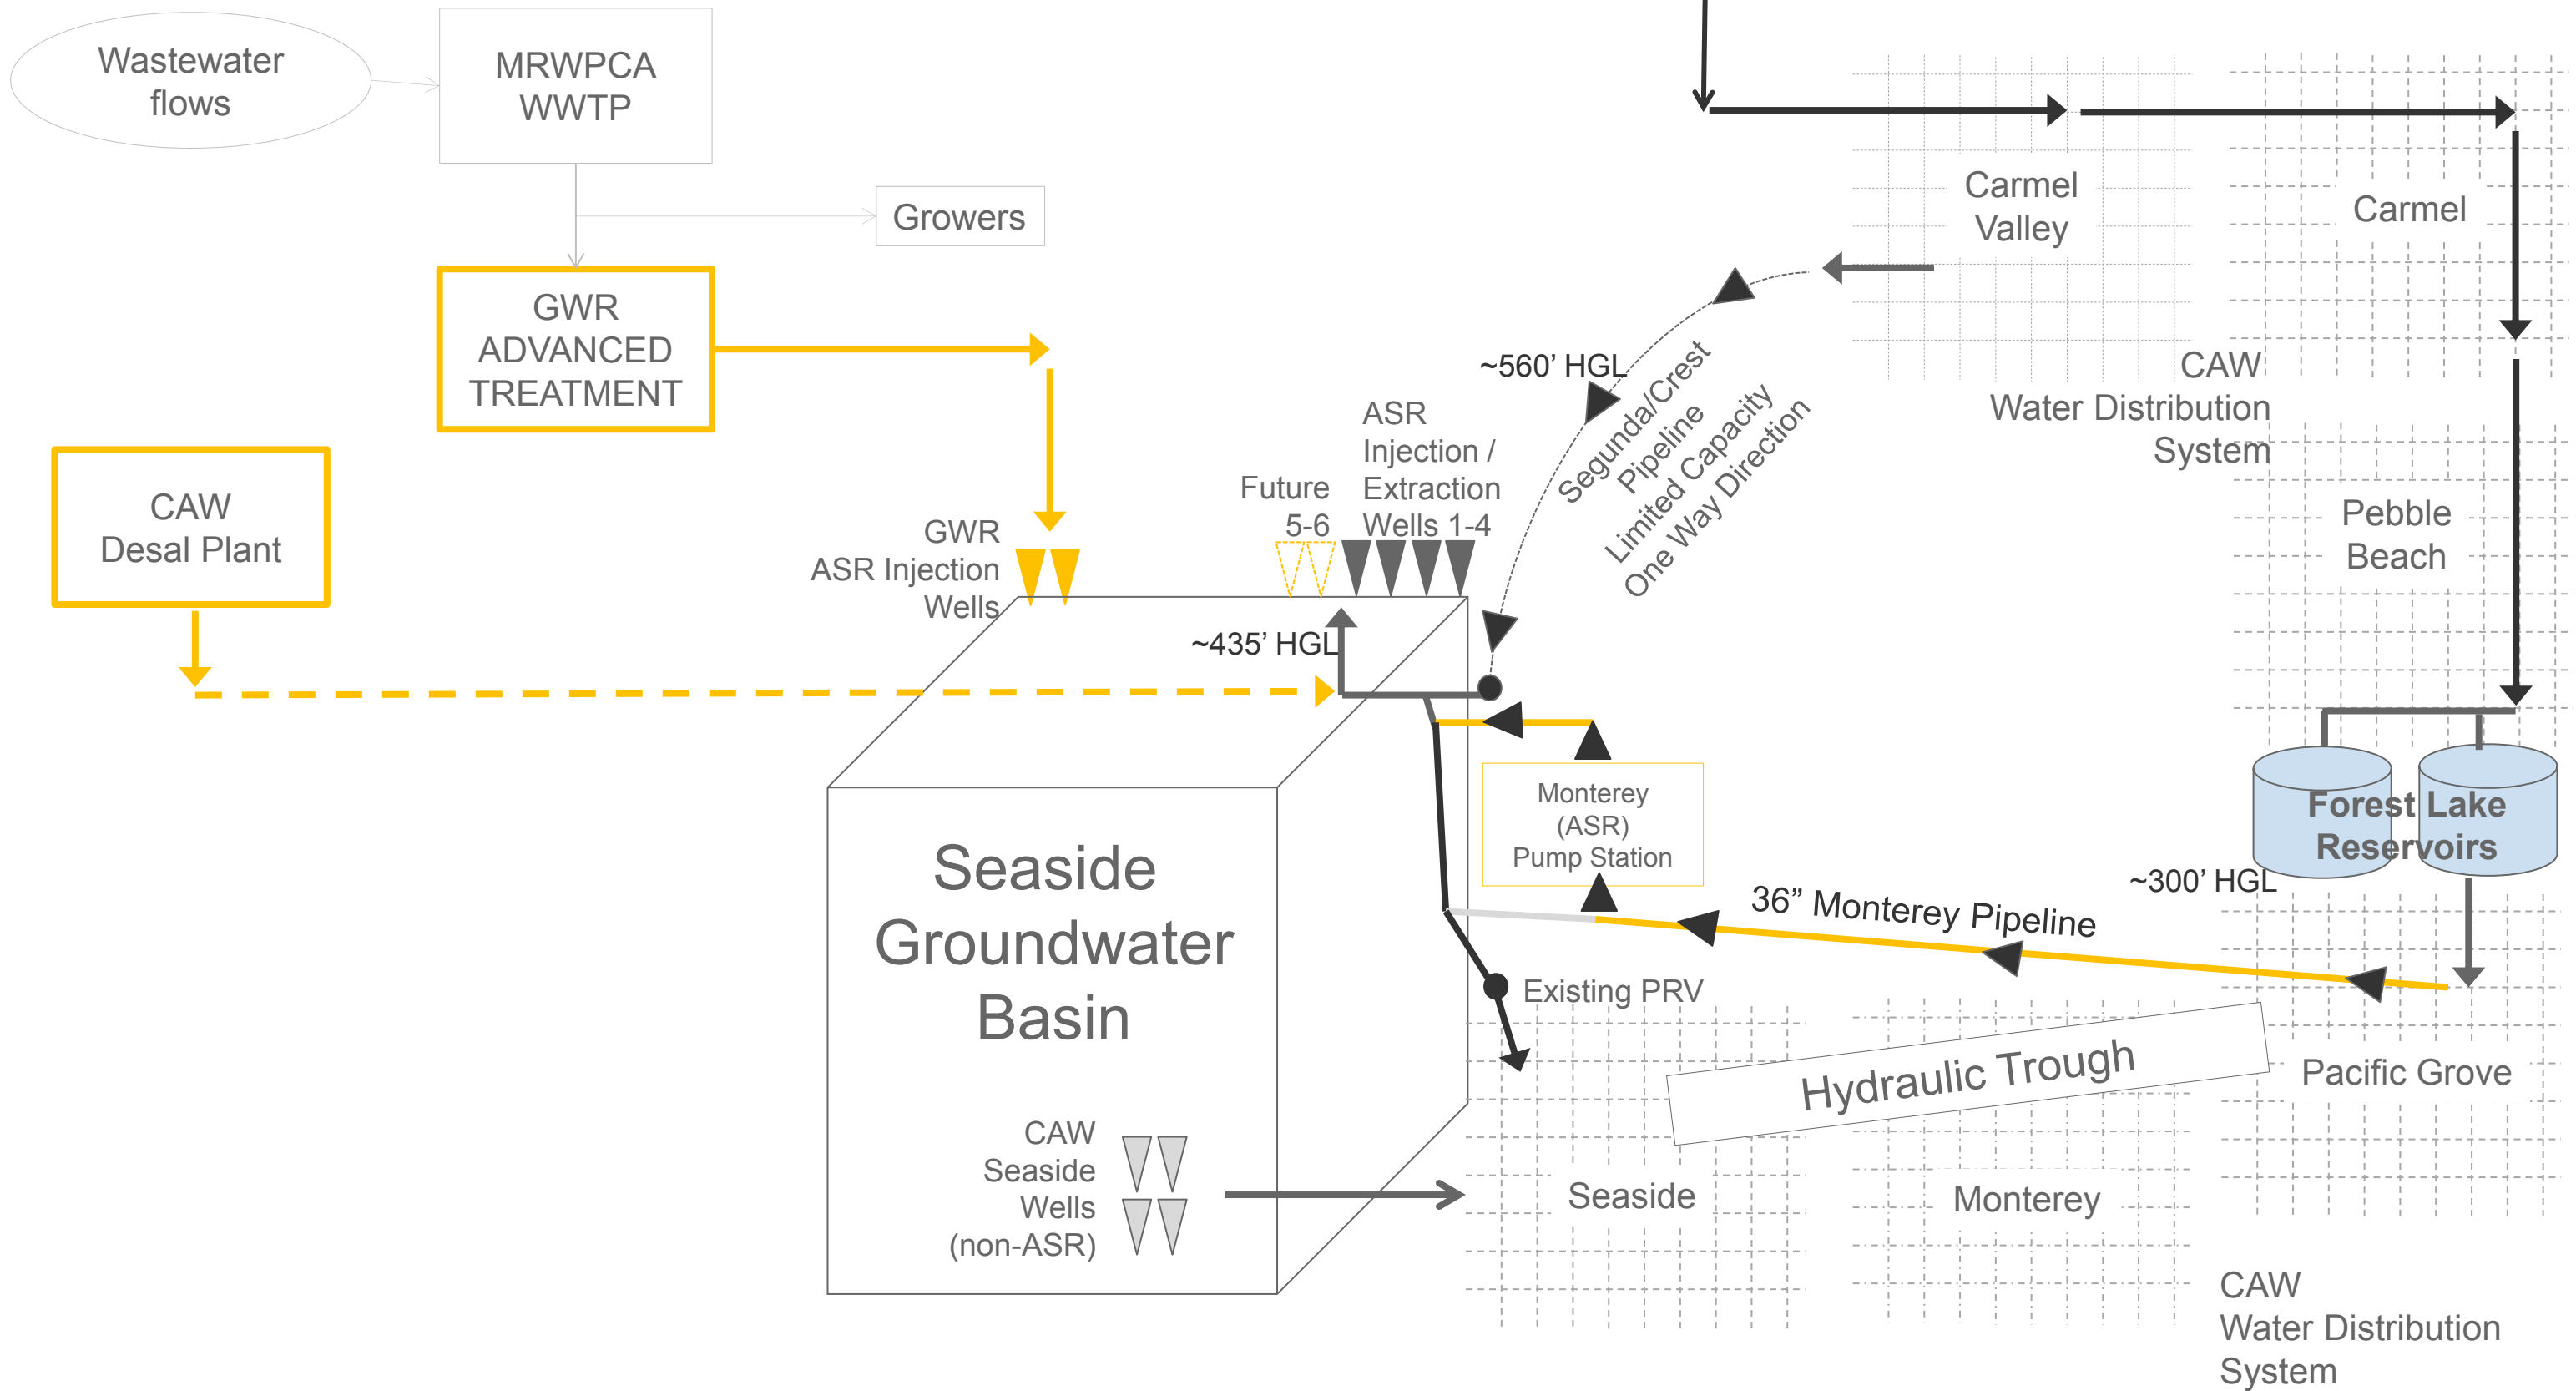 Wastewater
flows
MRWPCA
WWTP
Growers
GWR
ADVANCED
TREATMENT
CAW
Desal Plant
GWR
ASR Injection
Wells
Future
5-6
ASR
Injection /
Extraction
Wells 1-4
~435’ HGL
~560’ HGL
Segunda/Crest
Pipeline
Limited Capacity
One Way Direction
Carmel
Valley
Carmel
CAW
Water Distribution
System
Pebble
Beach
Forest Lake
Reservoirs
~300’ HGL
Monterey
(ASR)
Pump Station
36” Monterey Pipeline
Existing PRV
Seaside
Groundwater
Basin
CAW
Seaside
Wells
(non-ASR)
Hydraulic Trough
Seaside
Monterey
Pacific Grove
CAW
Water Distribution
System